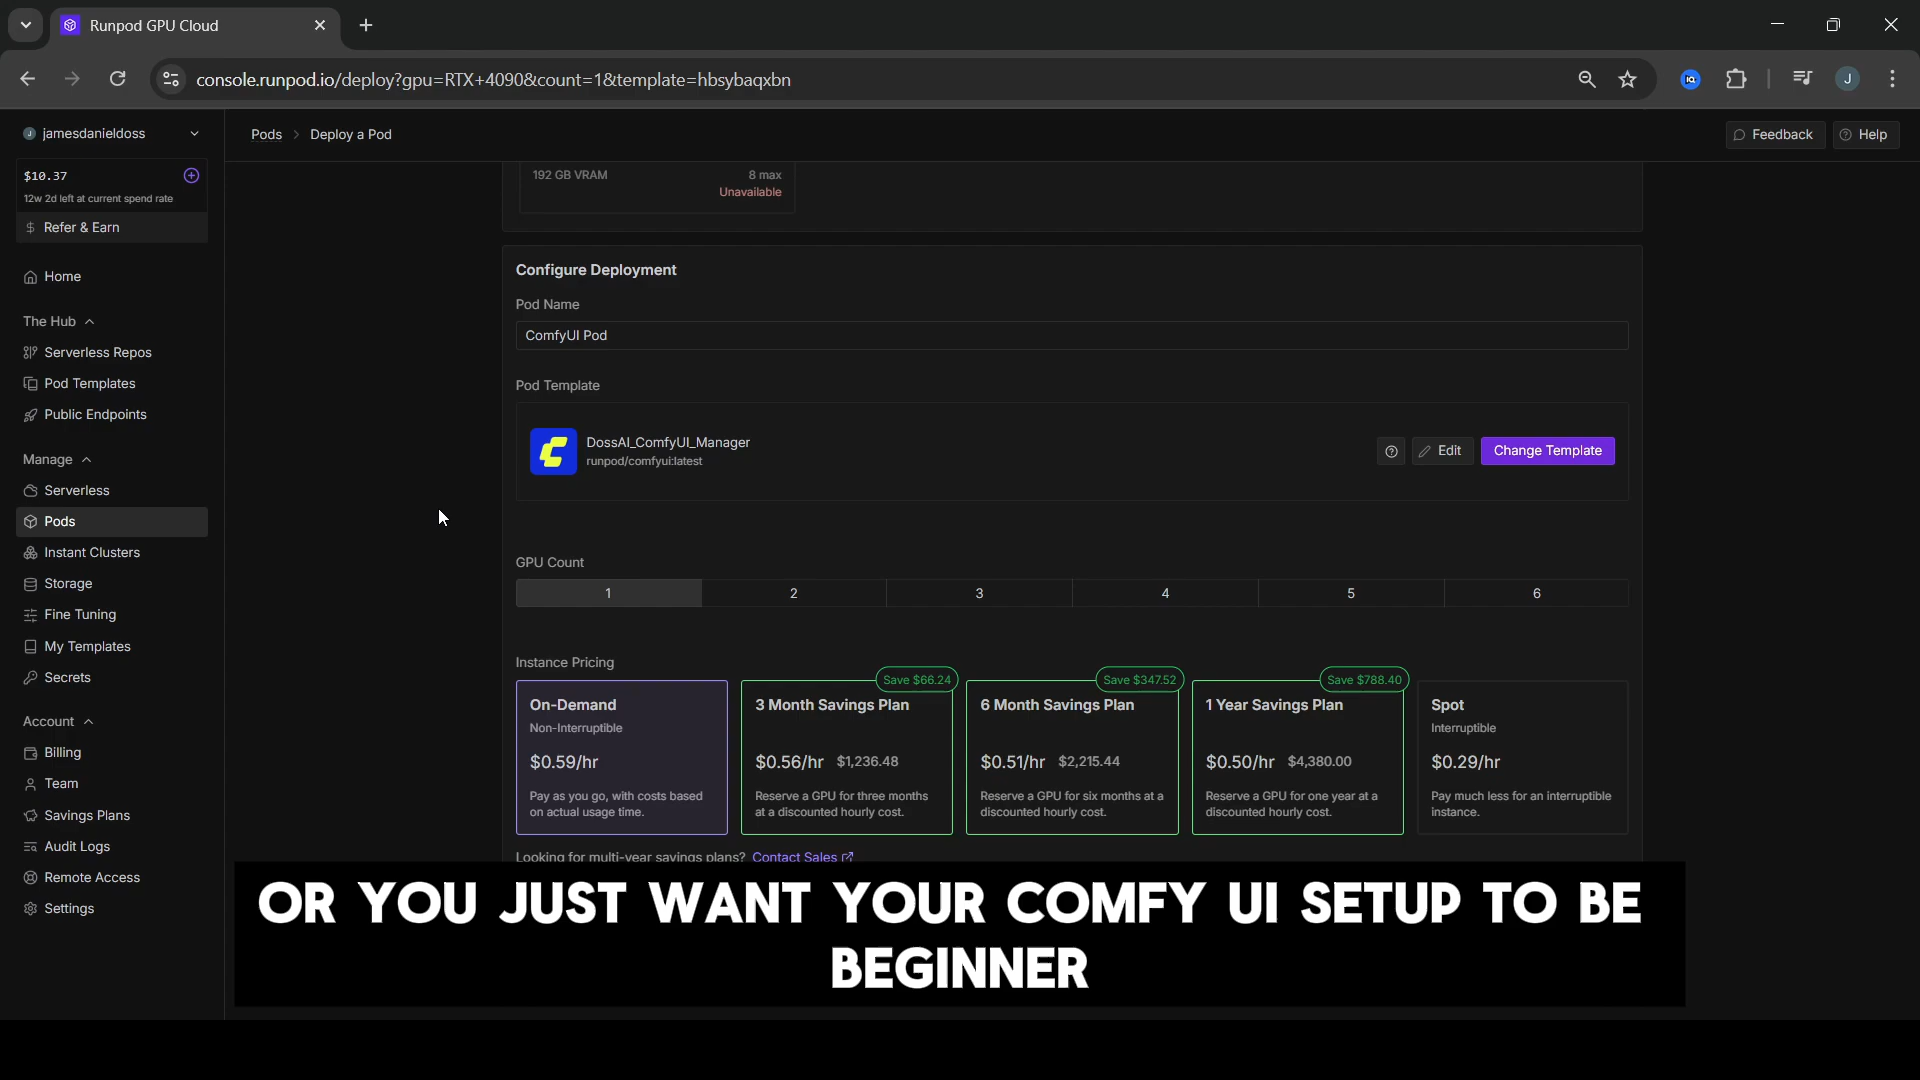 Runpod GPU Cloud
console.runpod.io/deploy?gpu=RTX+4090&count=1&template=hbsybaqxbn
J
jamesdanieldoss
Pods > Deploy a Pod
Feedback
Help
$10.37
12w 2d left at current spend rate
Refer & Earn
Home
The Hub
Serverless Repos
Pod Templates
Public Endpoints
Manage
Serverless
Pods
Instant Clusters
Storage
Fine Tuning
My Templates
Secrets
Account
Billing
Team
Savings Plans
Audit Logs
Remote Access
Settings
192 GB VRAM
8 max
Unavailable
Configure Deployment
Pod Name
ComfyUI Pod
Pod Template
DossAI_ComfyUI_Manager
runpod/comfyui:latest
Edit
Change Template
GPU Count
1 2 3 4 5 6
Instance Pricing
On-Demand
Non-Interruptible
$0.59/hr
Pay as you go, with costs based
on actual usage time.
Save $66.24
3 Month Savings Plan
$0.56/hr $1,236.48
Reserve a GPU for three months
at a discounted hourly cost.
Save $347.52
6 Month Savings Plan
$0.51/hr $2,215.44
Reserve a GPU for six months at a
discounted hourly cost.
Save $788.40
1 Year Savings Plan
$0.50/hr $4,380.00
Reserve a GPU for one year at a
discounted hourly cost.
Spot
Interruptible
$0.29/hr
Pay much less for an interruptible
instance.
Looking for multi-year savings plans? Contact Sales
OR YOU JUST WANT YOUR COMFY UI SETUP TO BE
BEGINNER